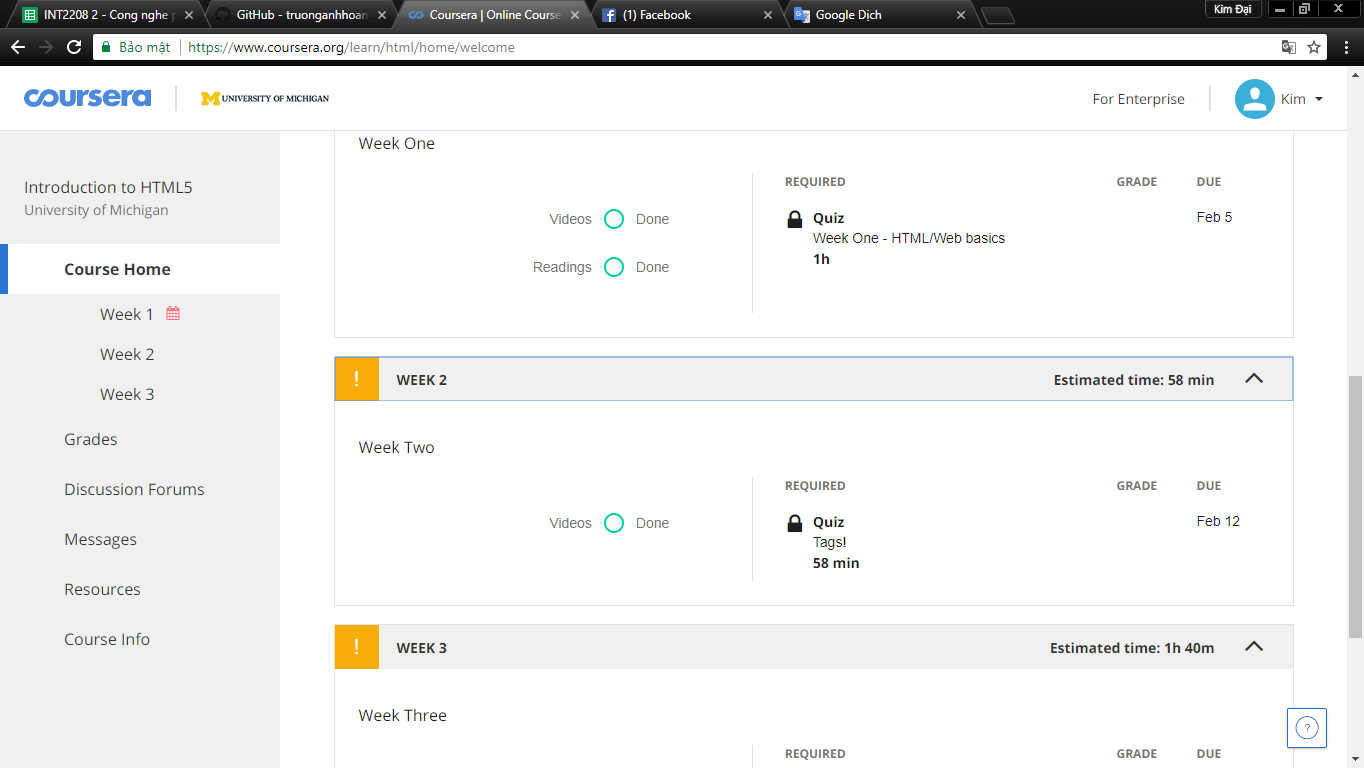 INT2208 2 - Cong nghe p
GitHub - truonganhhoan
Coursera | Online Course
(1) Facebook
Google Dịch
Kim Đại
Bảo mật
https://www.coursera.org/learn/html/home/welcome
coursera
M UNIVERSITY OF MICHIGAN
For Enterprise
Kim
Introduction to HTML5
University of Michigan
Course Home
Week 1
Week 2
Week 3
Grades
Discussion Forums
Messages
Resources
Course Info
Week One
REQUIRED GRADE DUE
Videos Done
Quiz Feb 5
Week One - HTML/Web basics
1h
Readings Done
! WEEK 2 Estimated time: 58 min
Week Two
REQUIRED GRADE DUE
Videos Done
Quiz Feb 12
Tags!
58 min
! WEEK 3 Estimated time: 1h 40m
Week Three
REQUIRED GRADE DUE
?